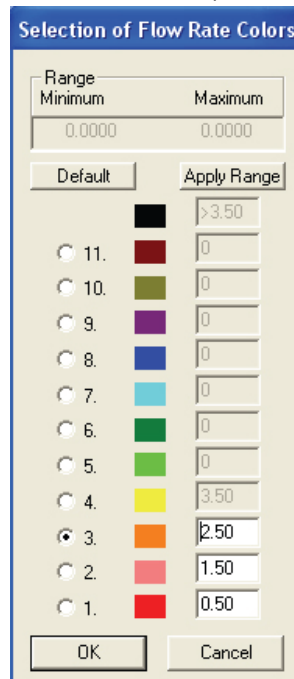 Selection of Flow Rate Colors
Range
Minimum Maximum
0.0000 0.0000
Default Apply Range
>3.50
11. 0
10. 0
9. 0
8. 0
7. 0
6. 0
5. 0
4. 3.50
3. 2.50
2. 1.50
1. 0.50
OK Cancel